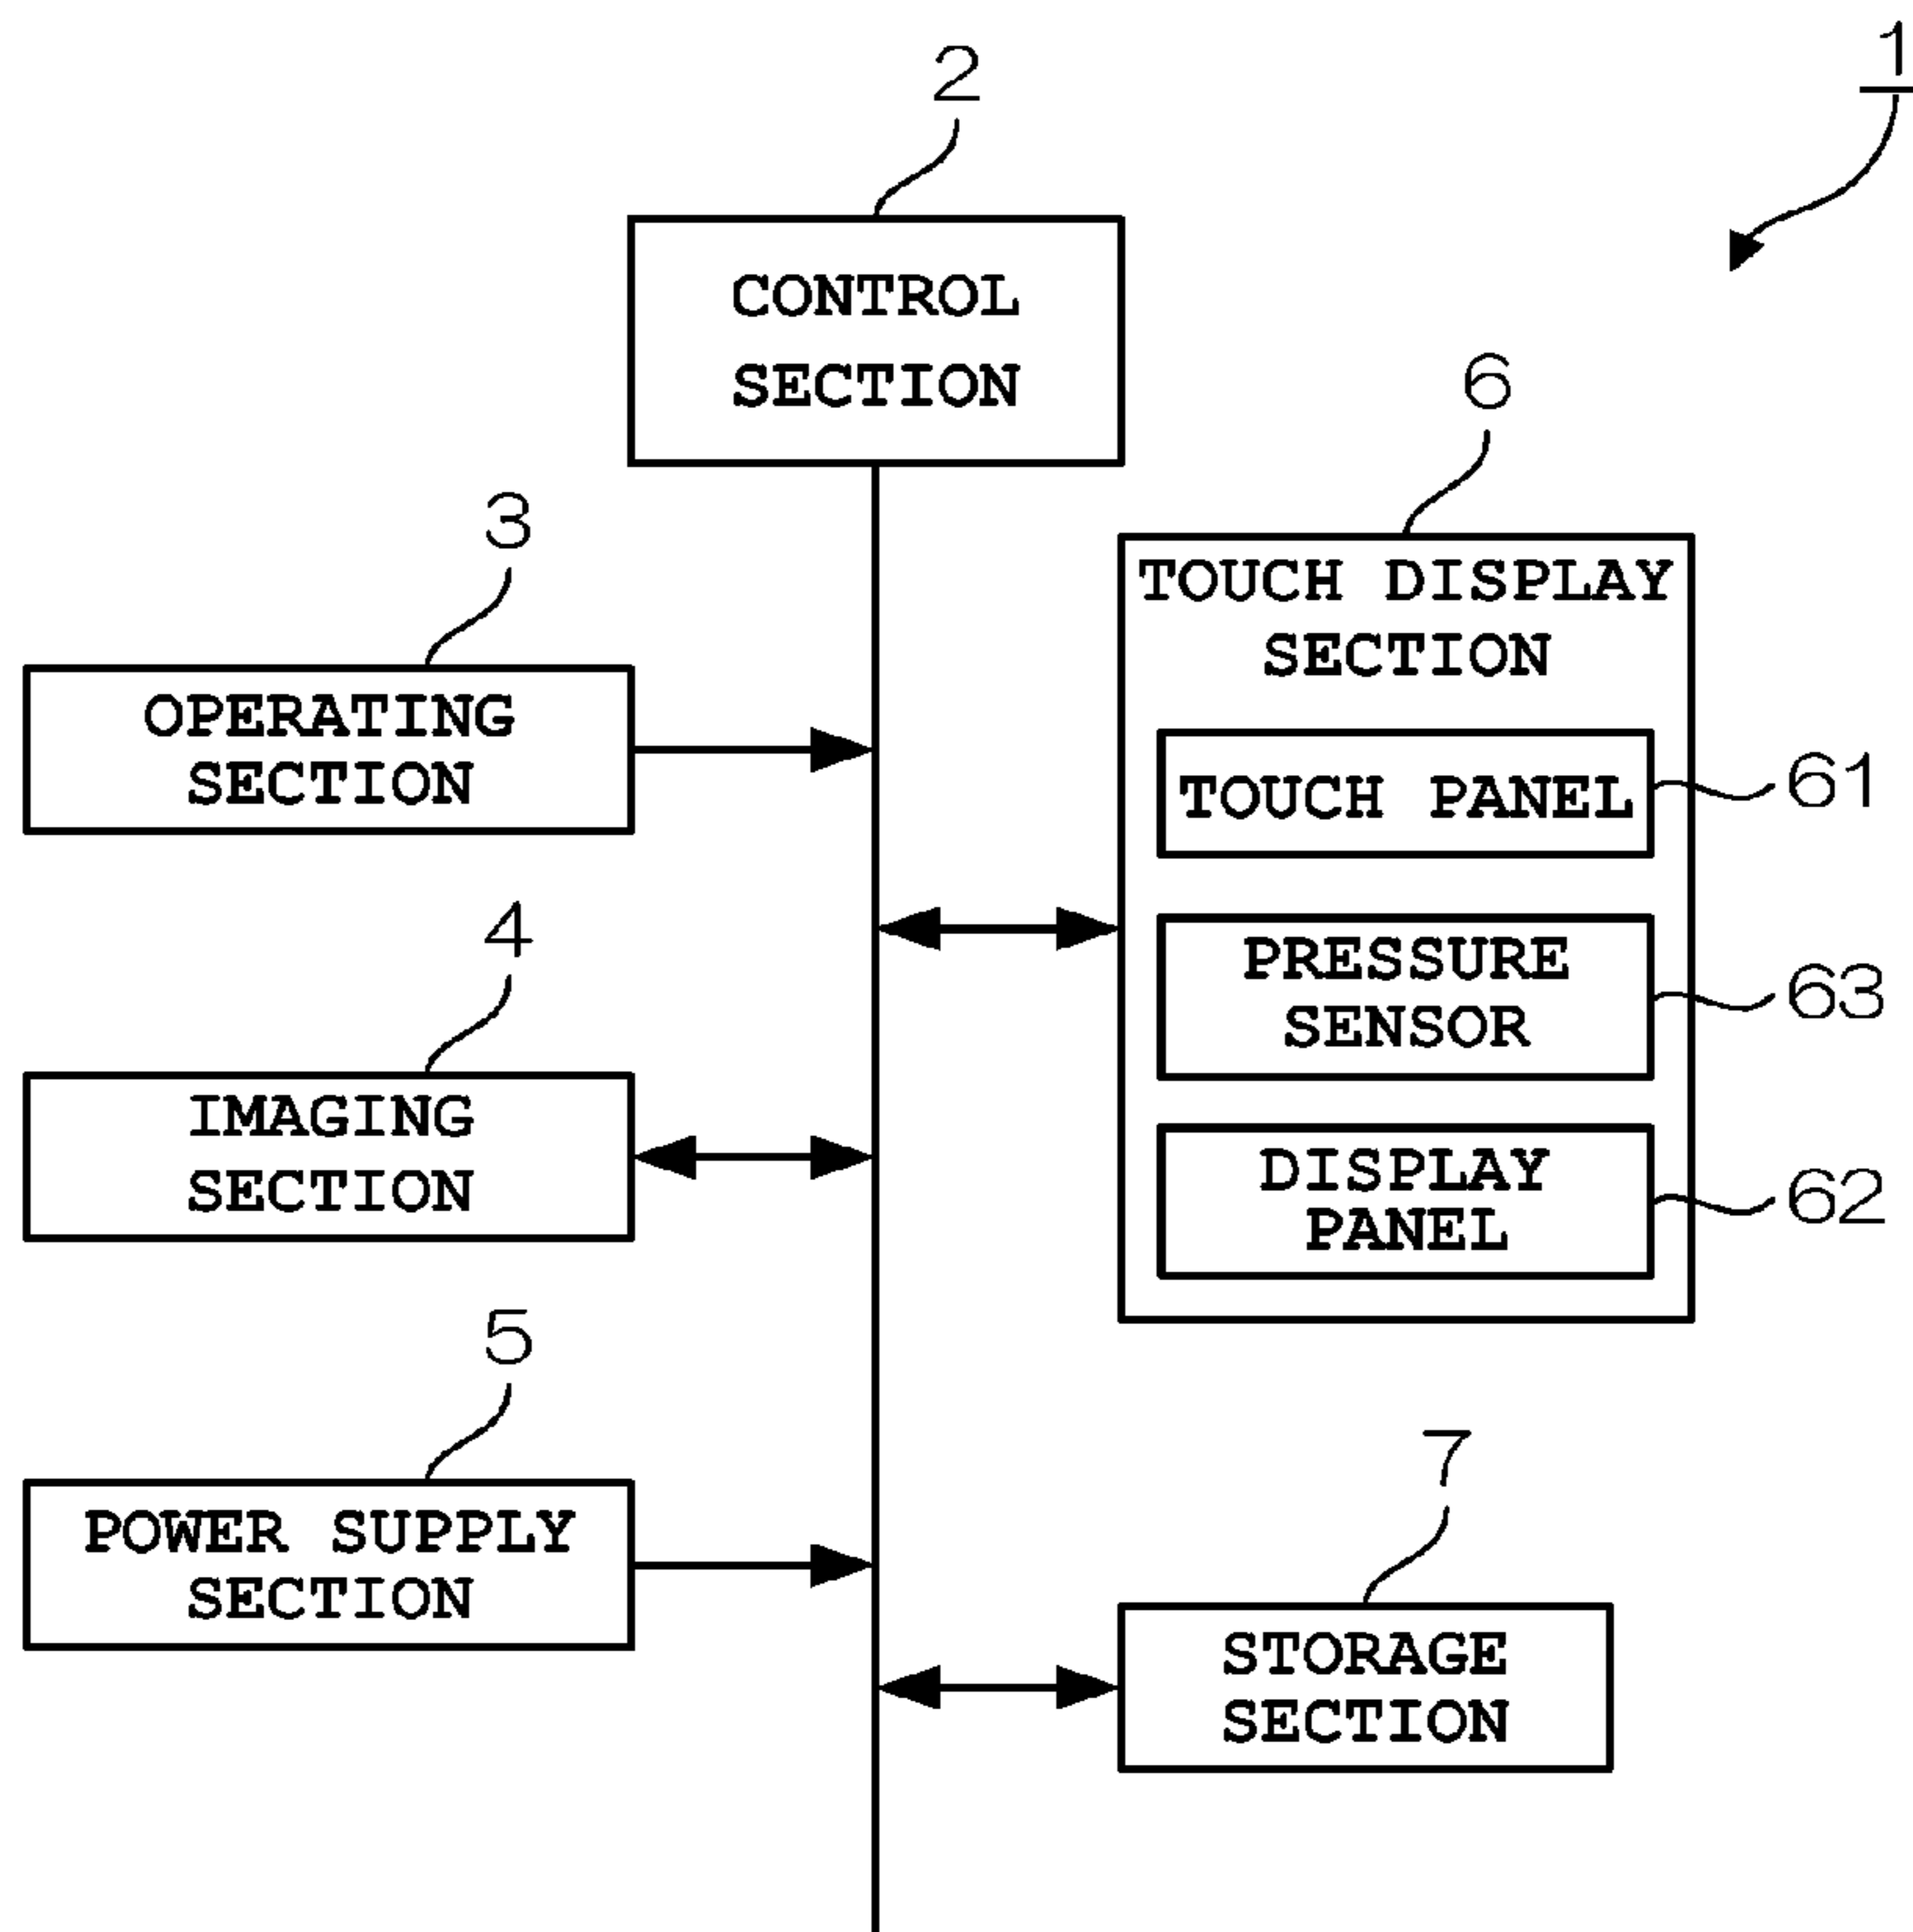 1
2
CONTROL
SECTION
3
OPERATING
SECTION
6
TOUCH DISPLAY
SECTION
TOUCH PANEL
61
PRESSURE
SENSOR
63
DISPLAY
PANEL
62
4
IMAGING
SECTION
5
POWER SUPPLY
SECTION
7
STORAGE
SECTION